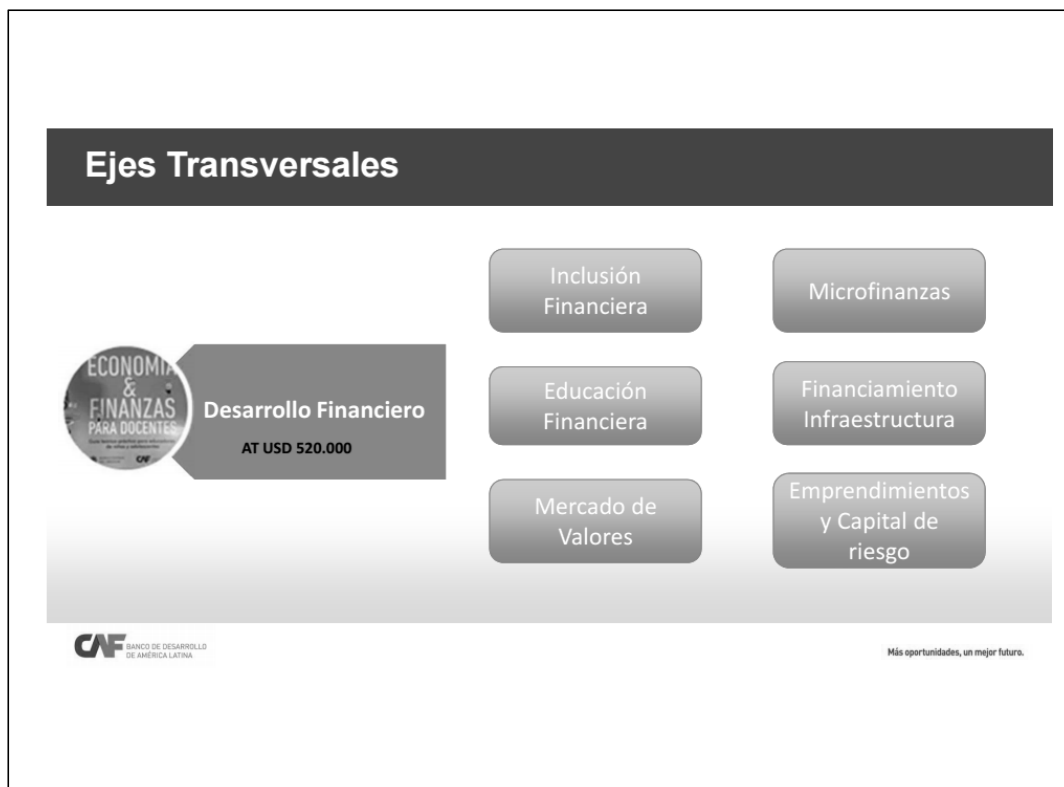 Ejes Transversales
ECONOMÍA
&
FINANZAS
PARA DOCENTES
Desarrollo Financiero
AT USD 520.000
Inclusión
Financiera
Microfinanzas
Educación
Financiera
Financiamiento
Infraestructura
Mercado de
Valores
Emprendimientos
y Capital de
riesgo
CAF BANCO DE DESARROLLO
DE AMÉRICA LATINA
Más oportunidades, un mejor futuro.